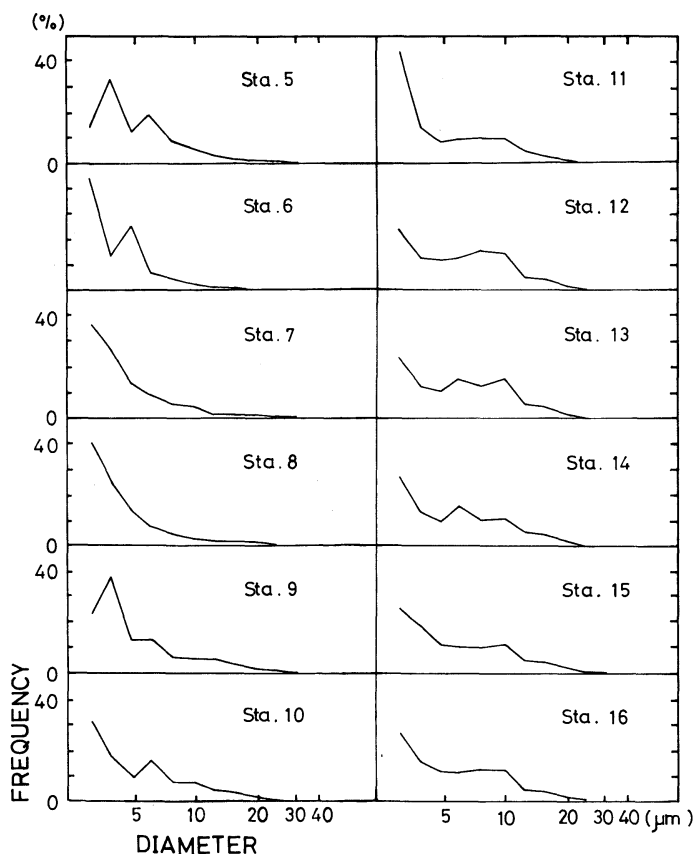 (%)
40
0
Sta. 5
Sta. 11
Sta. 6
Sta. 12
40
0
Sta. 7
Sta. 13
40
0
Sta. 8
Sta. 14
40
0
Sta. 9
Sta. 15
40
0
Sta. 10
Sta. 16
FREQUENCY
5 10 20 30 40
5 10 20 30 40 (μm)
DIAMETER